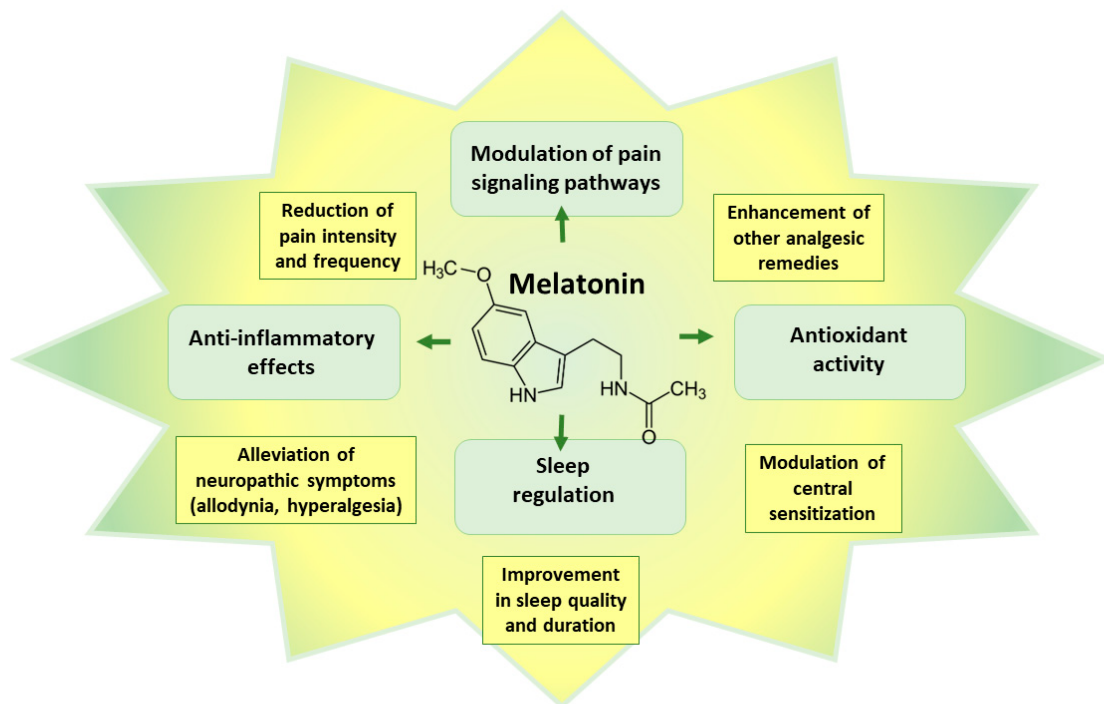 Modulation of pain
signaling pathways
Reduction of
pain intensity
and frequency
Enhancement of
other analgesic
remedies
Melatonin
H₃C
O
HN
HN
CH₃
O
Anti-inflammatory
effects
Antioxidant
activity
Alleviation of
neuropathic symptoms
(allodynia, hyperalgesia)
Sleep
regulation
Modulation of
central
sensitization
Improvement
in sleep quality
and duration